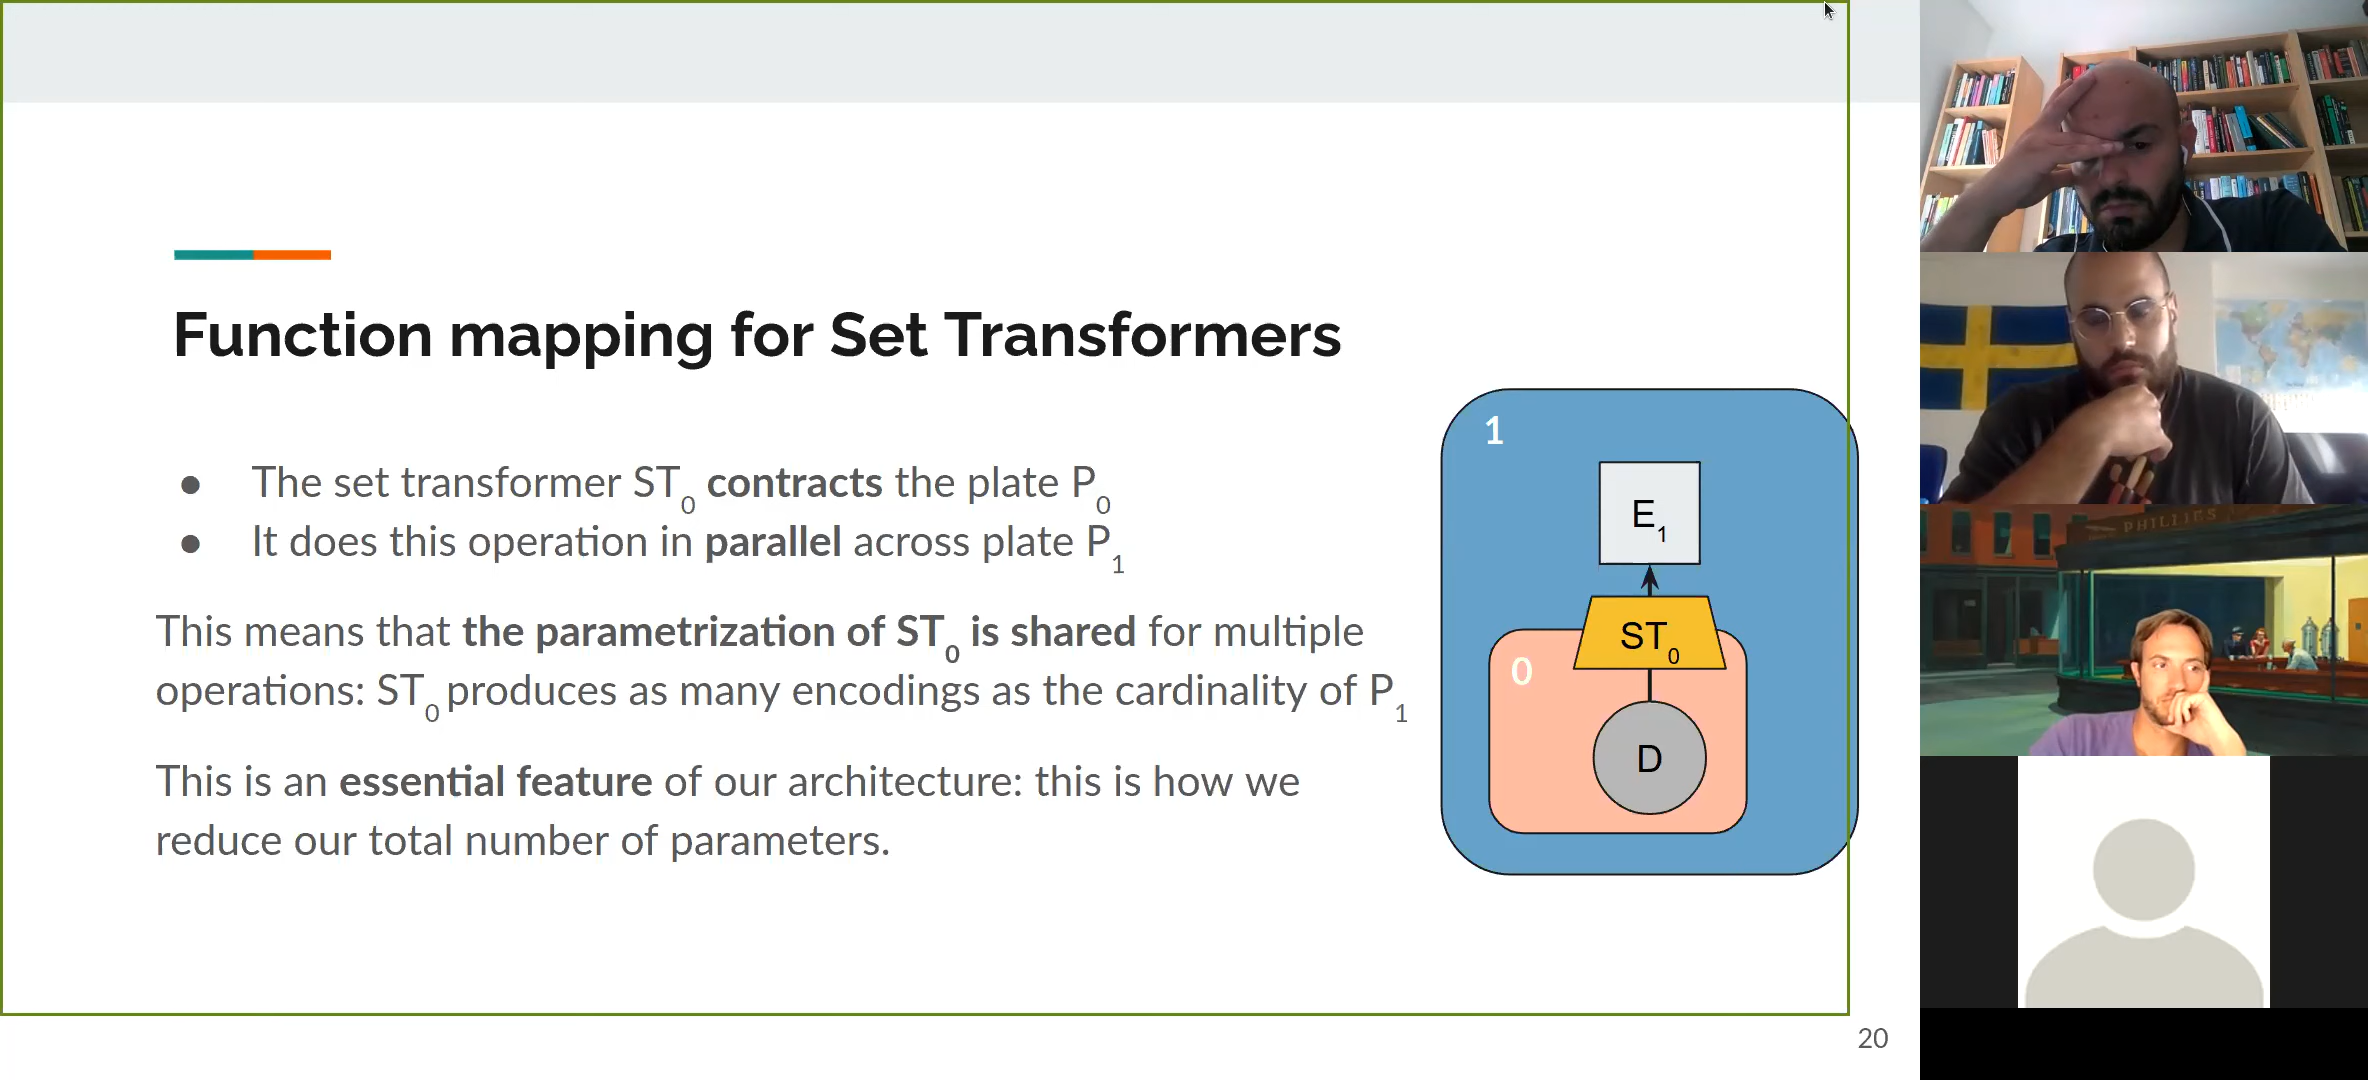 Function mapping for Set Transformers
● The set transformer ST0 contracts the plate P0
● It does this operation in parallel across plate P1
This means that the parametrization of ST0 is shared for multiple
operations: ST0 produces as many encodings as the cardinality of P1
This is an essential feature of our architecture: this is how we
reduce our total number of parameters.
1
E1
ST0
0
D
20
PHILLIES